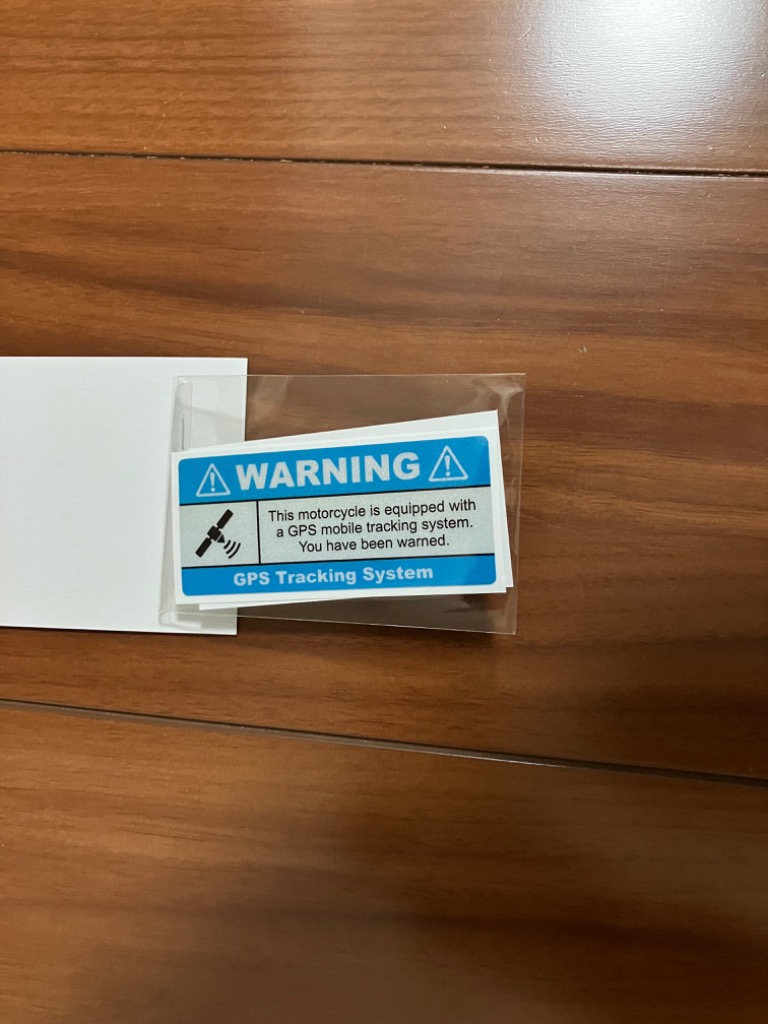 WARNING
This motorcycle is equipped with
a GPS mobile tracking system.
You have been warned.
GPS Tracking System